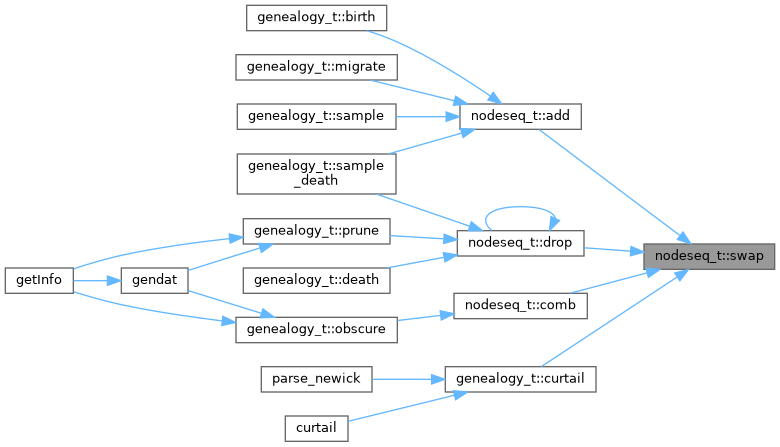 genealogy_t::birth
genealogy_t::migrate
genealogy_t::sample
nodeseq_t::add
genealogy_t::sample
_death
genealogy_t::prune
nodeseq_t::drop
nodeseq_t::swap
getInfo
gendat
genealogy_t::death
nodeseq_t::comb
genealogy_t::obscure
parse_newick
genealogy_t::curtail
curtail